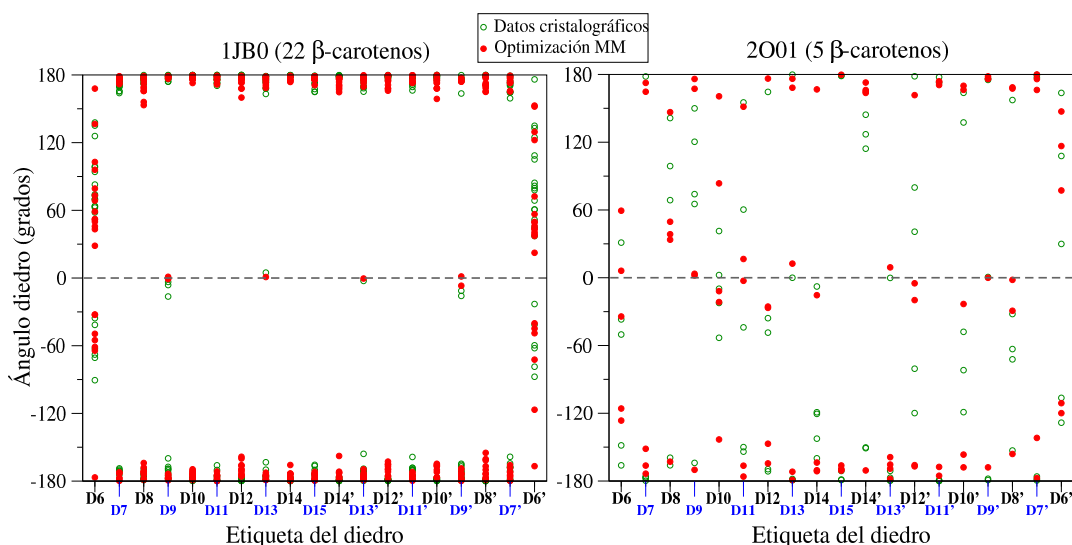 Datos cristalográficos
Optimización MM
1JB0 (22 β-carotenos)
2O01 (5 β-carotenos)
Ángulo diedro (grados)
180
120
60
0
-60
-120
-180
D6 D8 D10 D12 D14 D14' D12' D10' D8' D6'
D7 D9 D11 D13 D15 D13' D11' D9' D7'
Etiqueta del diedro
180
120
60
0
-60
-120
-180
D6 D8 D10 D12 D14 D14' D12' D10' D8' D6'
D7 D9 D11 D13 D15 D13' D11' D9' D7'
Etiqueta del diedro